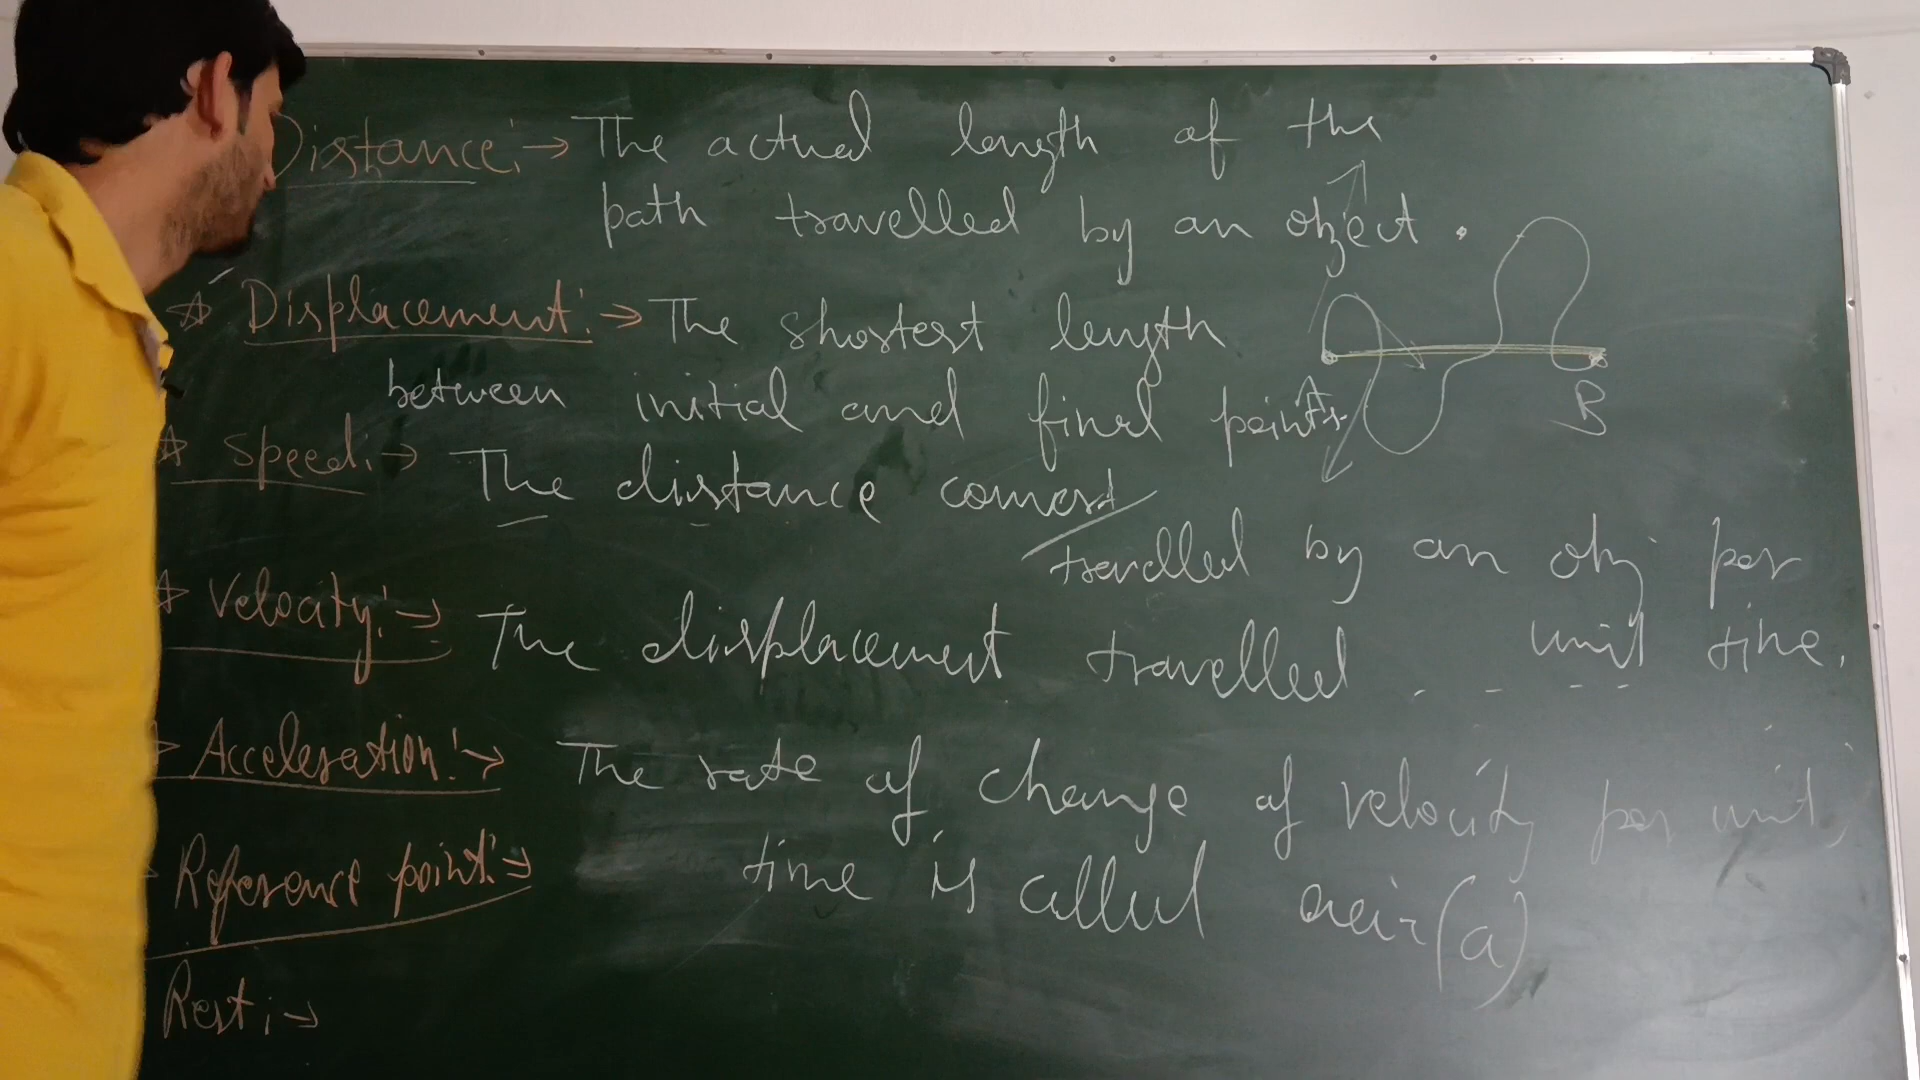 Distance:→ The actual length of the
path travelled by an object.
☆ Displacement:→ The shortest length
between initial and final points.
A
B
☆ Speed:→ The distance
travelled by an obj per
unit time.
☆ Velocity:→ The displacement travelled . - - - -
Acceleration:→ The rate of change of velocity per unit
time is called (a)
Reference point:→
Rest:→